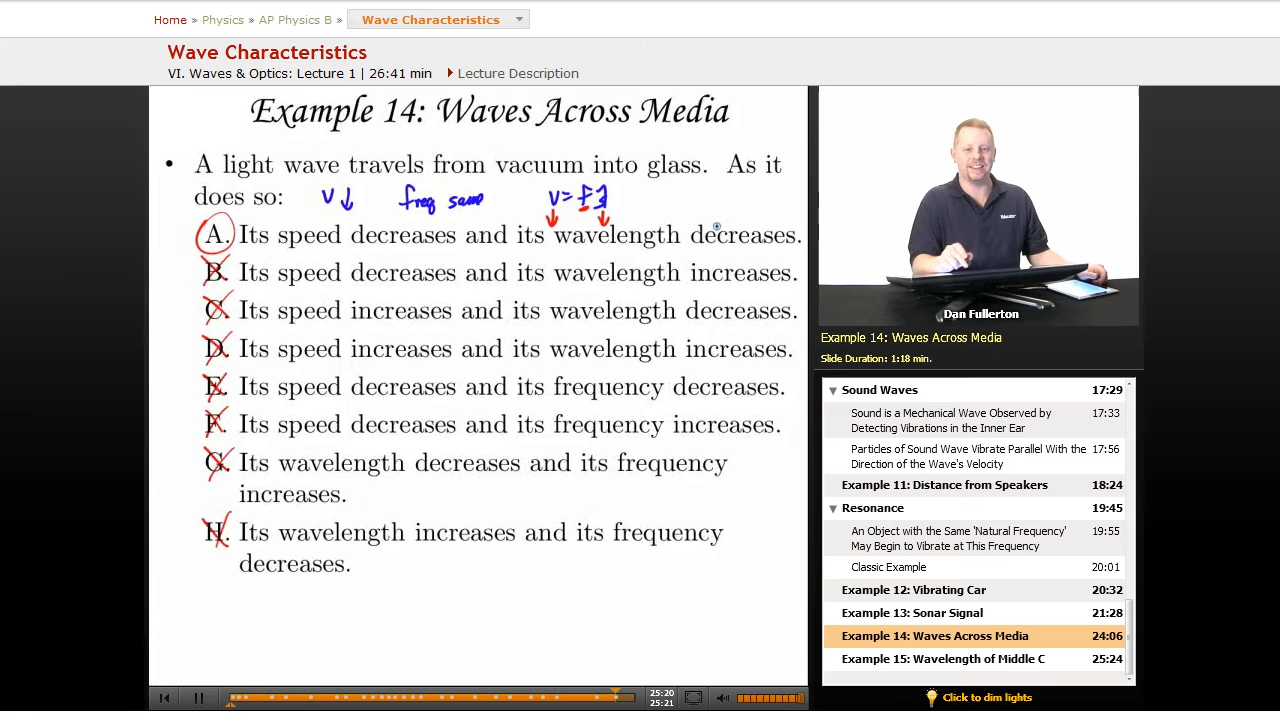 Home » Physics » AP Physics B » Wave Characteristics
Wave Characteristics
VI. Waves & Optics: Lecture 1 | 26:41 min Lecture Description
Example 14: Waves Across Media
• A light wave travels from vacuum into glass. As it
does so: v↓ freq same v = fλ
A. Its speed decreases and its wavelength decreases.
B. Its speed decreases and its wavelength increases.
C. Its speed increases and its wavelength decreases.
D. Its speed increases and its wavelength increases.
E. Its speed decreases and its frequency decreases.
F. Its speed decreases and its frequency increases.
G. Its wavelength decreases and its frequency
increases.
H. Its wavelength increases and its frequency
decreases.
Educator
Dan Fullerton
Example 14: Waves Across Media
Slide Duration: 1:18 min.
Sound Waves 17:29
Sound is a Mechanical Wave Observed by 17:33
Detecting Vibrations in the Inner Ear
Particles of Sound Wave Vibrate Parallel With the 17:56
Direction of the Wave's Velocity
Example 11: Distance from Speakers 18:24
Resonance 19:45
An Object with the Same 'Natural Frequency' 19:55
May Begin to Vibrate at This Frequency
Classic Example 20:01
Example 12: Vibrating Car 20:32
Example 13: Sonar Signal 21:28
Example 14: Waves Across Media 24:06
Example 15: Wavelength of Middle C 25:24
25:20
25:21
Click to dim lights